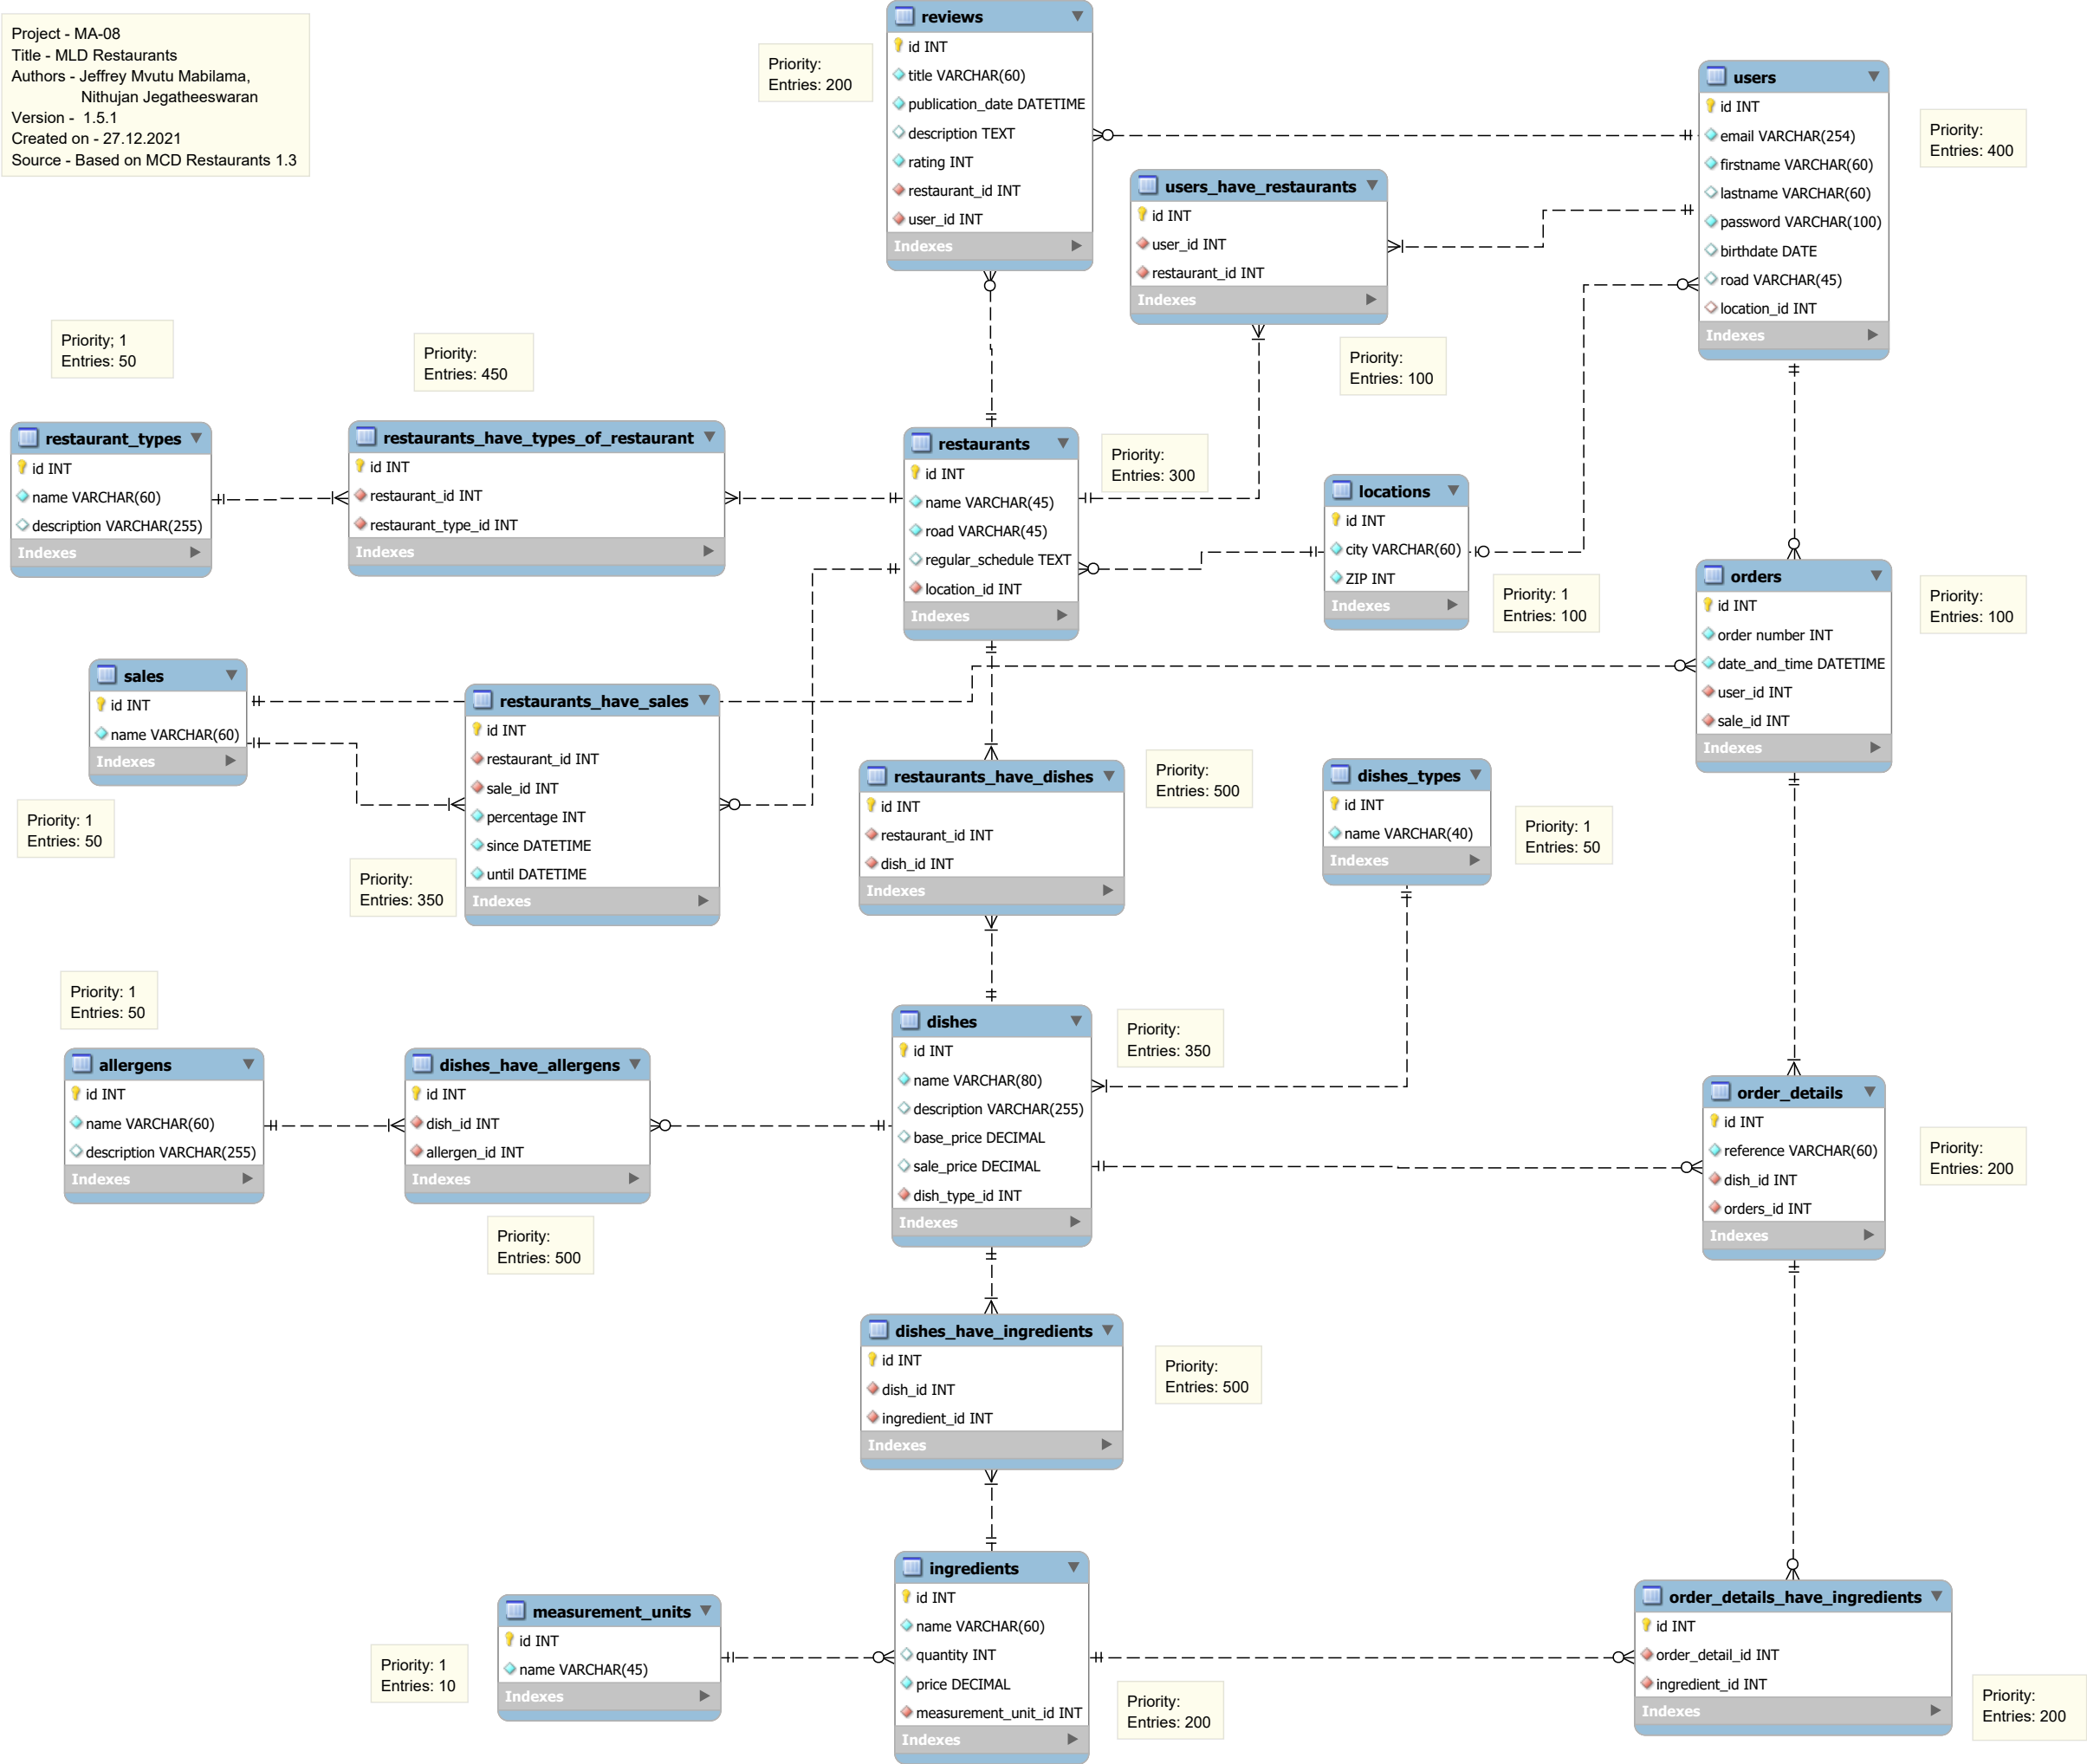 Project - MA-08
Title - MLD Restaurants
Authors - Jeffrey Mvutu Mabilama,
Nithujan Jegatheeswaran
Version -  1.5.1
Created on - 27.12.2021
Source - Based on MCD Restaurants 1.3
Priority:
Entries: 200
reviews
id INT
title VARCHAR(60)
publication_date DATETIME
description TEXT
rating INT
restaurant_id INT
user_id INT
Indexes
users
id INT
email VARCHAR(254)
firstname VARCHAR(60)
lastname VARCHAR(60)
password VARCHAR(100)
birthdate DATE
road VARCHAR(45)
location_id INT
Indexes
Priority:
Entries: 400
users_have_restaurants
id INT
user_id INT
restaurant_id INT
Indexes
Priority:
Entries: 100
Priority; 1
Entries: 50
Priority:
Entries: 450
restaurant_types
id INT
name VARCHAR(60)
description VARCHAR(255)
Indexes
restaurants_have_types_of_restaurant
id INT
restaurant_id INT
restaurant_type_id INT
Indexes
restaurants
id INT
name VARCHAR(45)
road VARCHAR(45)
regular_schedule TEXT
location_id INT
Indexes
Priority:
Entries: 300
locations
id INT
city VARCHAR(60)
ZIP INT
Indexes
Priority: 1
Entries: 100
orders
id INT
order number INT
date_and_time DATETIME
user_id INT
sale_id INT
Indexes
Priority:
Entries: 100
sales
id INT
name VARCHAR(60)
Indexes
Priority: 1
Entries: 50
restaurants_have_sales
id INT
restaurant_id INT
sale_id INT
percentage INT
since DATETIME
until DATETIME
Indexes
Priority:
Entries: 350
restaurants_have_dishes
id INT
restaurant_id INT
dish_id INT
Indexes
Priority:
Entries: 500
dishes_types
id INT
name VARCHAR(40)
Indexes
Priority: 1
Entries: 50
Priority: 1
Entries: 50
allergens
id INT
name VARCHAR(60)
description VARCHAR(255)
Indexes
dishes_have_allergens
id INT
dish_id INT
allergen_id INT
Indexes
Priority:
Entries: 500
dishes
id INT
name VARCHAR(80)
description VARCHAR(255)
base_price DECIMAL
sale_price DECIMAL
dish_type_id INT
Indexes
Priority:
Entries: 350
order_details
id INT
reference VARCHAR(60)
dish_id INT
orders_id INT
Indexes
Priority:
Entries: 200
dishes_have_ingredients
id INT
dish_id INT
ingredient_id INT
Indexes
Priority:
Entries: 500
measurement_units
id INT
name VARCHAR(45)
Indexes
Priority: 1
Entries: 10
ingredients
id INT
name VARCHAR(60)
quantity INT
price DECIMAL
measurement_unit_id INT
Indexes
Priority:
Entries: 200
order_details_have_ingredients
id INT
order_detail_id INT
ingredient_id INT
Indexes
Priority:
Entries: 200